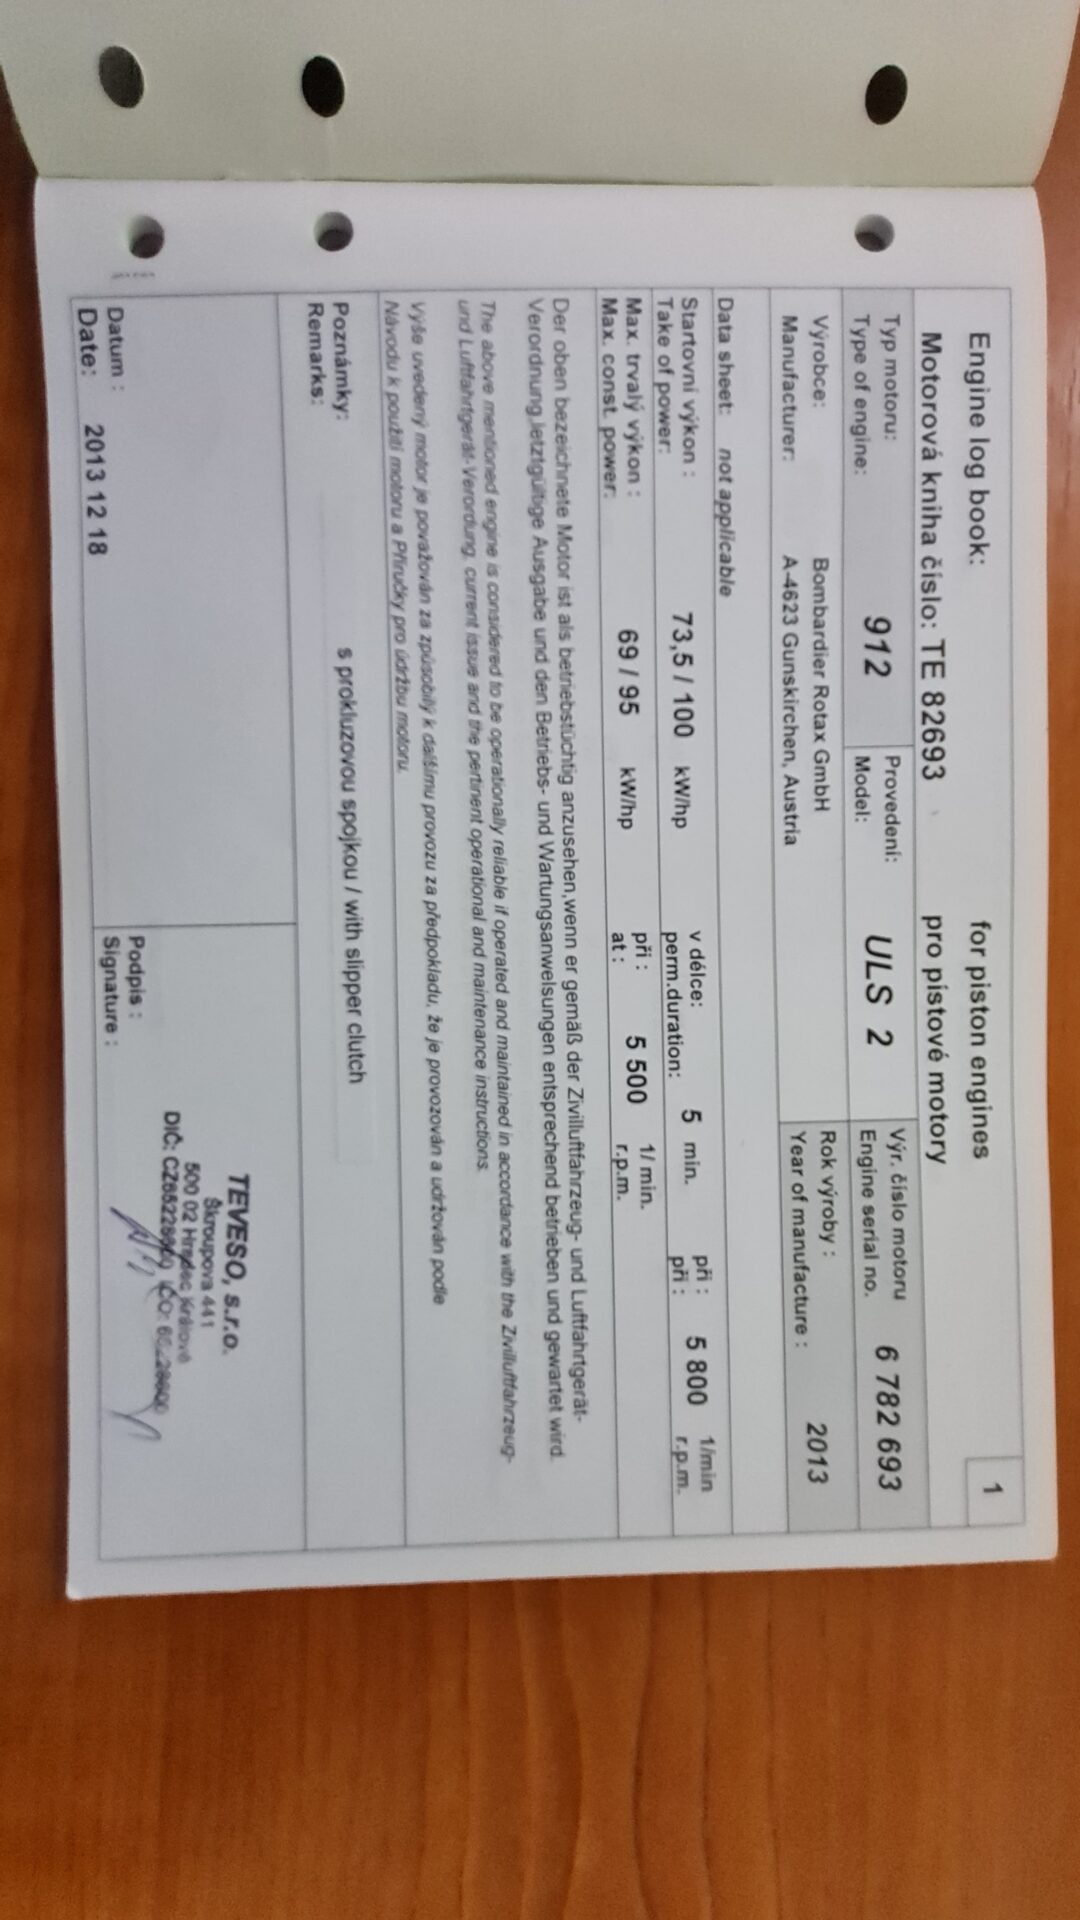 1
Engine log book: for piston engines
Motorová kniha číslo: TE 82693 pro pístové motory
Typ motoru: Provedení: Výr. číslo motoru
Type of engine: 912 Model: ULS 2 Engine serial no. 6 782 693
Výrobce: Bombardier Rotax GmbH Rok výroby :
Manufacturer: A-4623 Gunskirchen, Austria Year of manufacture : 2013
Data sheet: not applicable
Startovní výkon : 73,5 / 100 kW/hp v délce: 5 min. při : 5 800 1/min
Take of power: perm.duration: při : r.p.m.
Max. trvalý výkon : 69 / 95 kW/hp při : 5 500 1/ min.
Max. const. power: at : r.p.m.
Der oben bezeichnete Motor ist als betriebstüchtig anzusehen,wenn er gemäß der Zivilluftfahrzeug- und Luftfahrtgerät-
Verordnung,letztgültige Ausgabe und den Betriebs- und Wartungsanweisungen entsprechend betrieben und gewartet wird.
The above mentioned engine is considered to be operationally reliable if operated and maintained in accordance with the Zivilluftfahrzeug-
und Luftfahrtgerät-Verordung, current issue and the pertinent operational and maintenance instructions.
Výše uvedený motor je považován za způsobilý k dalšímu provozu za předpokladu, že je provozován a udržován podle
Návodu k použití motoru a Příručky pro údržbu motoru.
Poznámky: s prokluzovou spojkou / with slipper clutch
Remarks:
TEVESO, s.r.o.
Škroupova 441
500 02 Hradec Králové
DIČ: IČO:
Datum : Podpis :
Date: 2013 12 18 Signature :